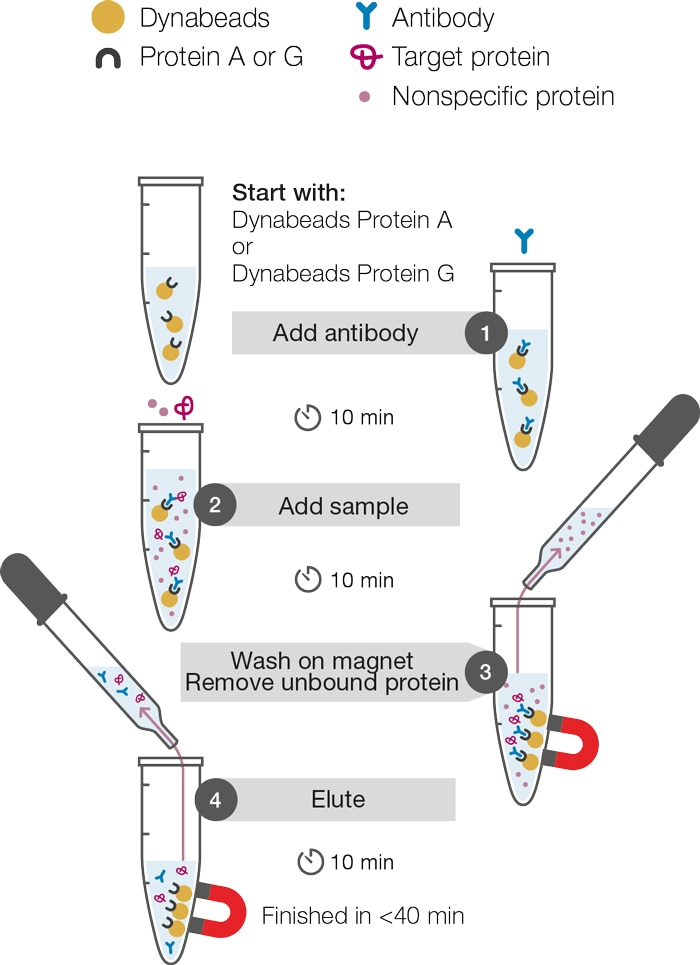 Dynabeads
Antibody
Protein A or G
Target protein
Nonspecific protein
Start with:
Dynabeads Protein A
or
Dynabeads Protein G
Add antibody
1
10 min
2
Add sample
10 min
Wash on magnet
Remove unbound protein
3
4
Elute
10 min
Finished in <40 min